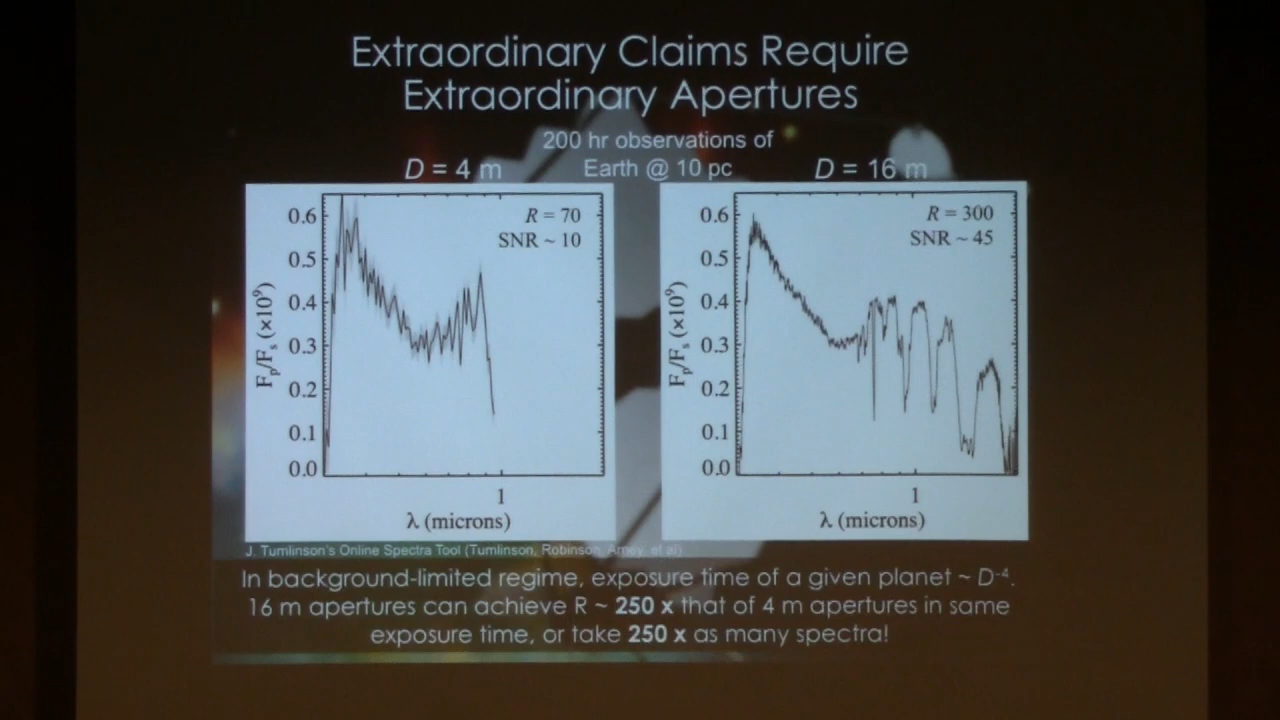 Extraordinary Claims Require
Extraordinary Apertures
200 hr observations of
Earth @ 10 pc
D = 4 m
D = 16 m
R = 70
SNR ~ 10
0.6
0.5
0.4
0.3
0.2
0.1
0.0
Fp/Fs (×10⁹)
1
λ (microns)
R = 300
SNR ~ 45
0.6
0.5
0.4
0.3
0.2
0.1
0.0
Fp/Fs (×10⁹)
1
λ (microns)
J. Tumlinson's Online Spectra Tool (Tumlinson, Robinson, Arney, et al)
In background-limited regime, exposure time of a given planet ~ D⁻⁴.
16 m apertures can achieve R ~ 250 x that of 4 m apertures in same
exposure time, or take 250 x as many spectra!